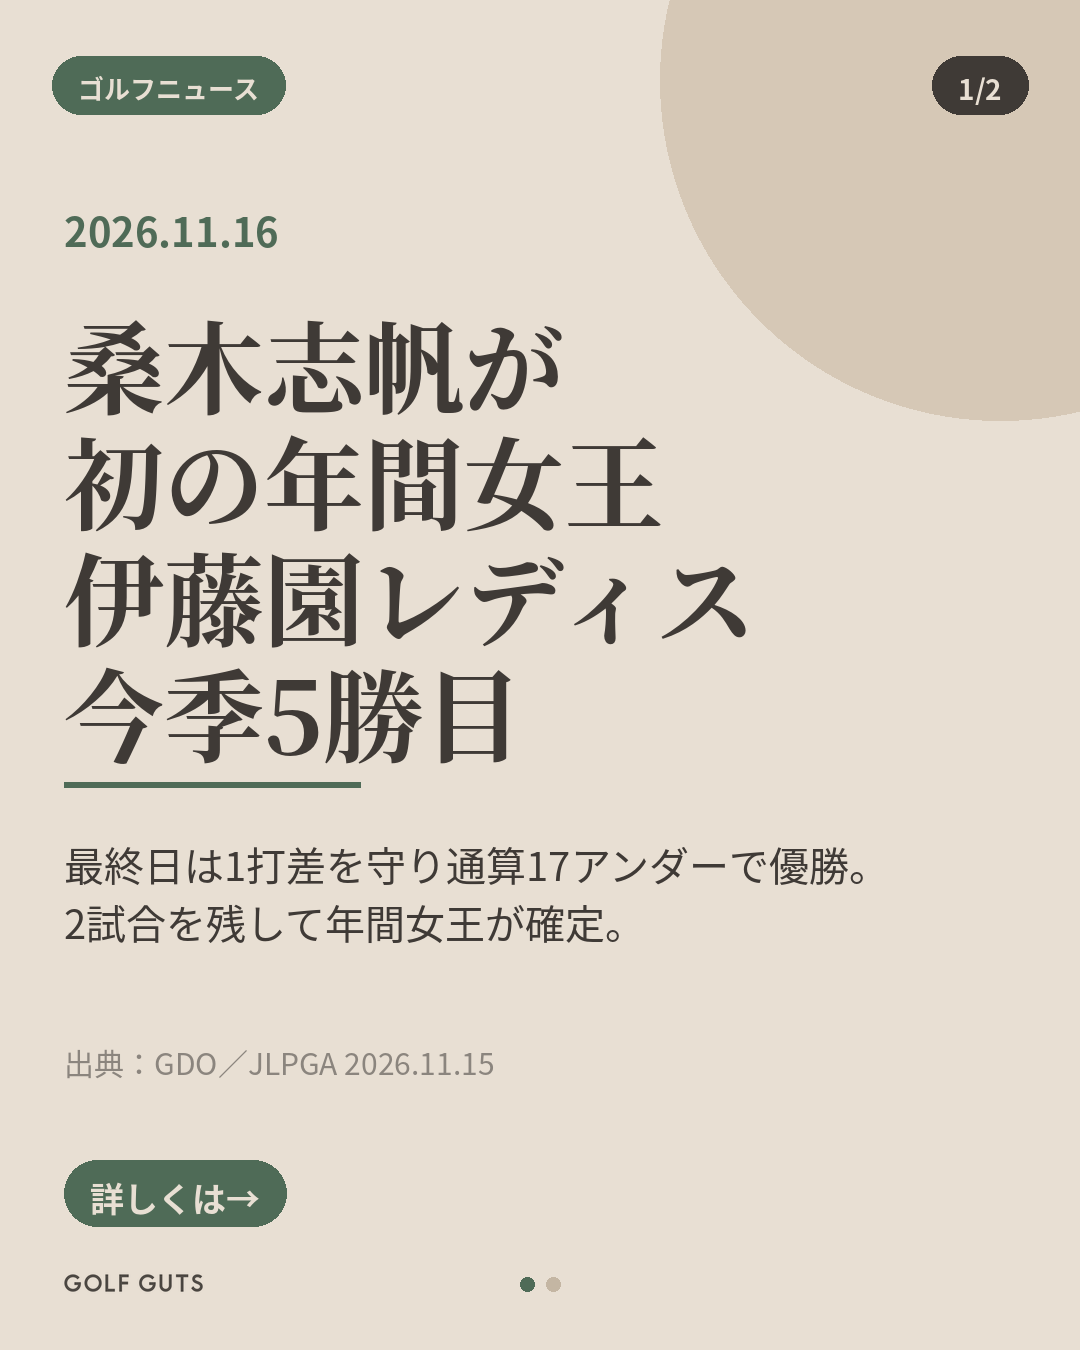 ゴルフニュース
1/2
2026.11.16
桑木志帆が
初の年間女王
伊藤園レディス
今季5勝目
最終日は1打差を守り通算17アンダーで優勝。
2試合を残して年間女王が確定。
出典：GDO／JLPGA 2026.11.15
詳しくは→
GOLF GUTS